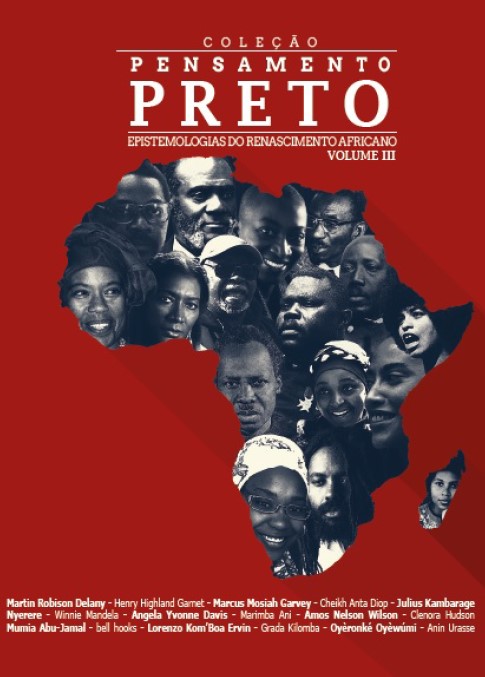 COLEÇÃO
PENSAMENTO
PRETO
EPISTEMOLOGIAS DO RENASCIMENTO AFRICANO
VOLUME III
Martin Robison Delany - Henry Highland Garnet - Marcus Mosiah Garvey - Cheikh Anta Diop - Julius Kambarage
Nyerere - Winnie Mandela - Angela Yvonne Davis - Marimba Ani - Amos Nelson Wilson - Clenora Hudson
Mumia Abu-Jamal - bell hooks - Lorenzo Kom'Boa Ervin - Grada Kilomba - Oyèronké Oyèwúmi - Anin Urasse